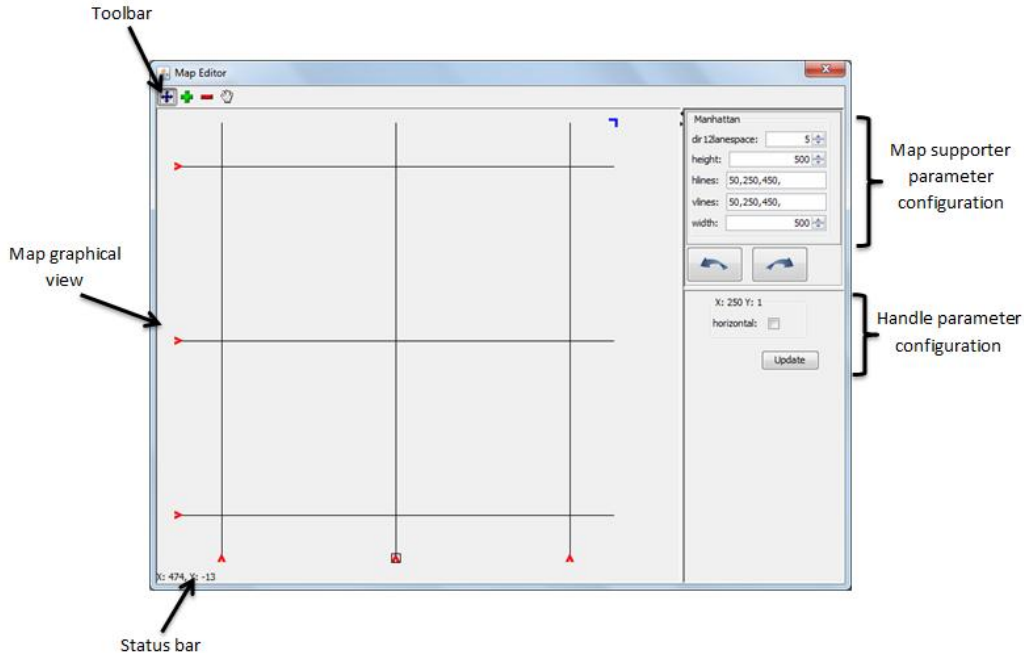 Toolbar
Map Editor
Manhattan
dir12lanespace: 5
height: 500
hlines: 50,250,450,
vlines: 50,250,450,
width: 500
Map supporter
parameter
configuration
Map graphical
view
X: 250 Y: 1
horizontal:
Update
Handle parameter
configuration
X: 474, Y: -13
Status bar